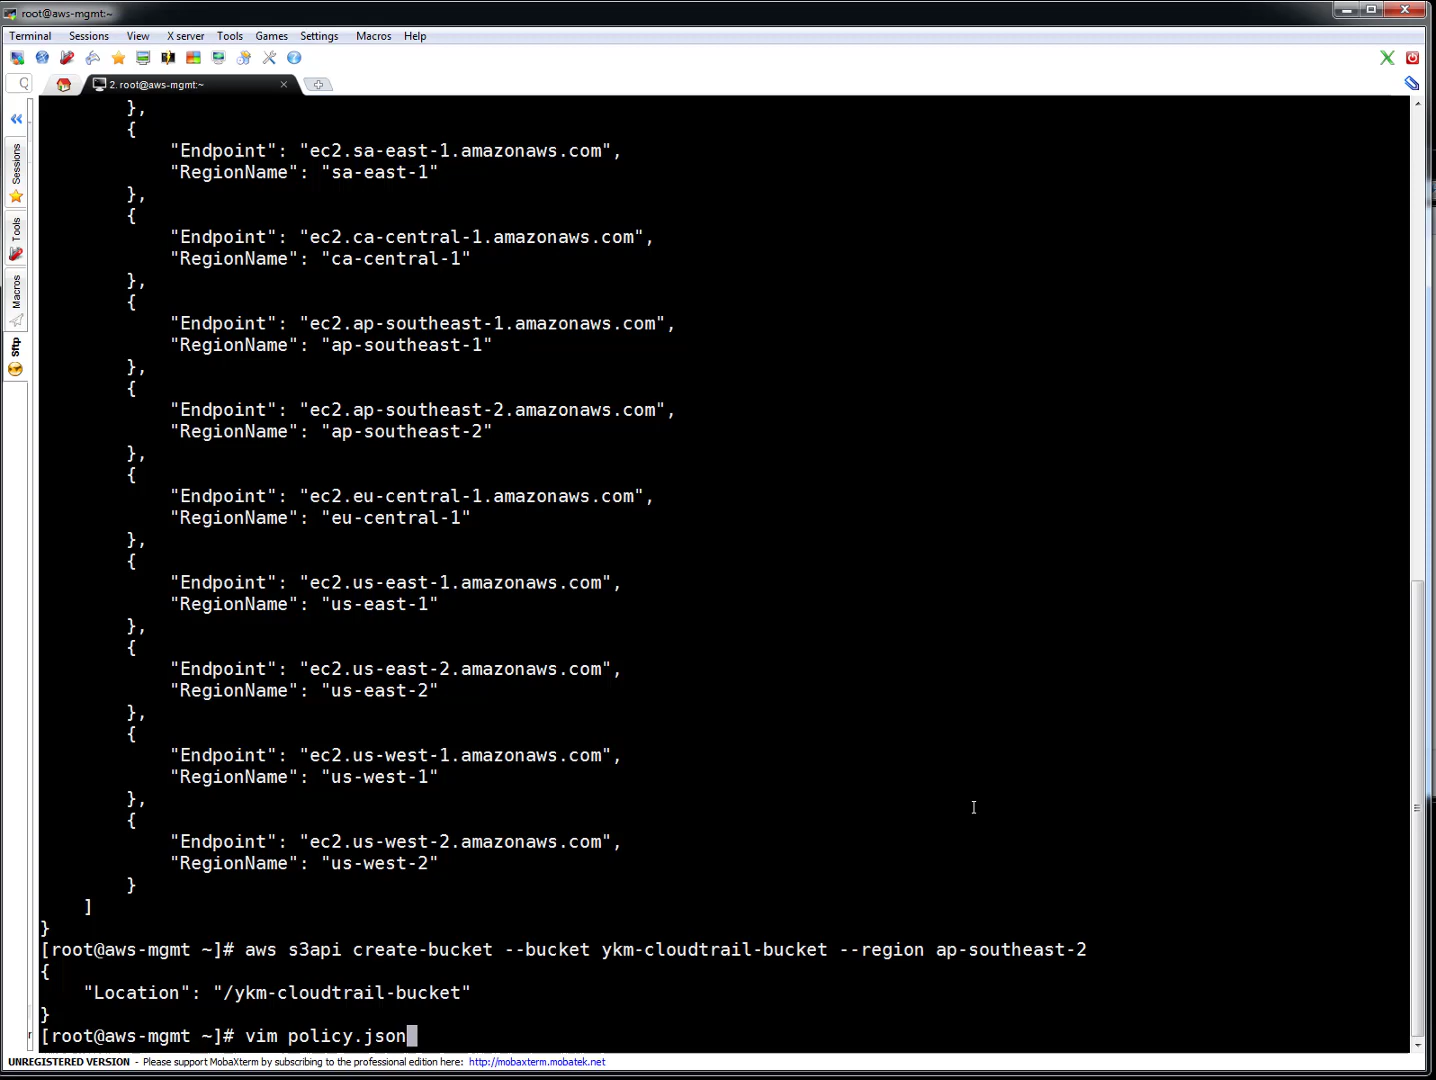 root@aws-mgmt:~
Terminal Sessions View X server Tools Games Settings Macros Help
2. root@aws-mgmt:~
Sessions
Tools
Macros
Sftp
},
{
"Endpoint": "ec2.sa-east-1.amazonaws.com",
"RegionName": "sa-east-1"
},
{
"Endpoint": "ec2.ca-central-1.amazonaws.com",
"RegionName": "ca-central-1"
},
{
"Endpoint": "ec2.ap-southeast-1.amazonaws.com",
"RegionName": "ap-southeast-1"
},
{
"Endpoint": "ec2.ap-southeast-2.amazonaws.com",
"RegionName": "ap-southeast-2"
},
{
"Endpoint": "ec2.eu-central-1.amazonaws.com",
"RegionName": "eu-central-1"
},
{
"Endpoint": "ec2.us-east-1.amazonaws.com",
"RegionName": "us-east-1"
},
{
"Endpoint": "ec2.us-east-2.amazonaws.com",
"RegionName": "us-east-2"
},
{
"Endpoint": "ec2.us-west-1.amazonaws.com",
"RegionName": "us-west-1"
},
{
"Endpoint": "ec2.us-west-2.amazonaws.com",
"RegionName": "us-west-2"
}
]
}
[root@aws-mgmt ~]# aws s3api create-bucket --bucket ykm-cloudtrail-bucket --region ap-southeast-2
{
"Location": "/ykm-cloudtrail-bucket"
}
[root@aws-mgmt ~]# vim policy.json
UNREGISTERED VERSION - Please support MobaXterm by subscribing to the professional edition here: http://mobaxterm.mobatek.net